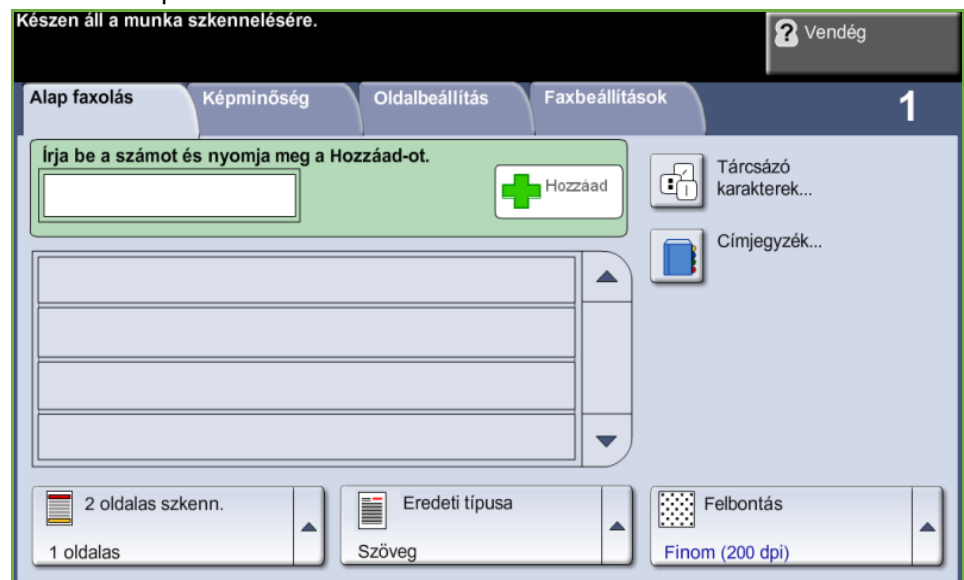 Készen áll a munka szkennelésére.
? Vendég
Alap faxolás
Képminőség
Oldalbeállítás
Faxbeállítások
1
Írja be a számot és nyomja meg a Hozzáad-ot.
Hozzáad
Tárcsázó
karakterek...
Címjegyzék...
2 oldalas szkenn.
1 oldalas
Eredeti típusa
Szöveg
Felbontás
Finom (200 dpi)